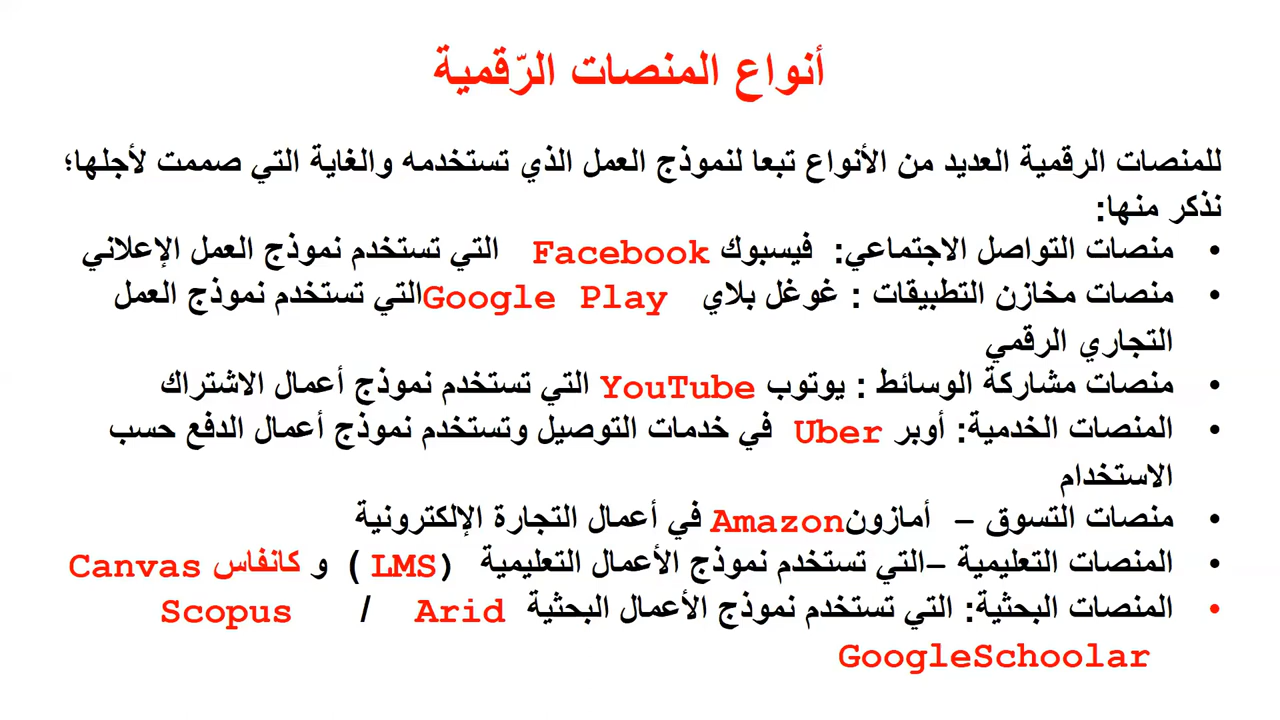 أنواع المنصات الرّقمية
للمنصات الرقمية العديد من الأنواع تبعا لنموذج العمل الذي تستخدمه والغاية التي صممت لأجلها؛
نذكر منها:
• منصات التواصل الاجتماعي: فيسبوك Facebook التي تستخدم نموذج العمل الإعلاني
• منصات مخازن التطبيقات : غوغل بلاي Google Play التي تستخدم نموذج العمل
التجاري الرقمي
• منصات مشاركة الوسائط : يوتوب YouTube التي تستخدم نموذج أعمال الاشتراك
• المنصات الخدمية: أوبر Uber في خدمات التوصيل وتستخدم نموذج أعمال الدفع حسب
الاستخدام
• منصات التسوق – أمازون Amazon في أعمال التجارة الإلكترونية
• المنصات التعليمية –التي تستخدم نموذج الأعمال التعليمية (LMS ) و كانفاس Canvas
• المنصات البحثية: التي تستخدم نموذج الأعمال البحثية Arid / Scopus
GoogleSchoolar